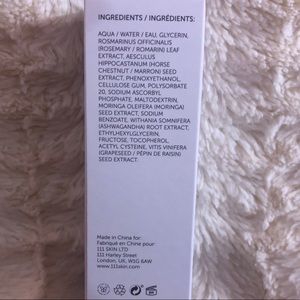 INGREDIENTS / INGRÉDIENTS:
AQUA / WATER / EAU, GLYCERIN,
ROSMARINUS OFFICINALIS
(ROSEMARY / ROMARIN) LEAF
EXTRACT, AESCULUS
HIPPOCASTANUM (HORSE
CHESTNUT / MARRON) SEED
EXTRACT, PHENOXYETHANOL,
CELLULOSE GUM, POLYSORBATE
20, SODIUM ASCORBYL
PHOSPHATE, MALTODEXTRIN,
MORINGA OLEIFERA (MORINGA)
SEED EXTRACT, SODIUM
BENZOATE, WITHANIA SOMNIFERA
(ASHWAGANDHA) ROOT EXTRACT,
ETHYLHEXYLGLYCERIN,
FRUCTOSE, TOCOPHEROL,
ACETYL CYSTEINE, VITIS VINIFERA
(GRAPESEED / PÉPIN DE RAISIN)
SEED EXTRACT.
Made in China for:
Fabriqué en Chine pour:
111 SKIN LTD
111 Harley Street
London, UK, W1G 6AW
www.111skin.com